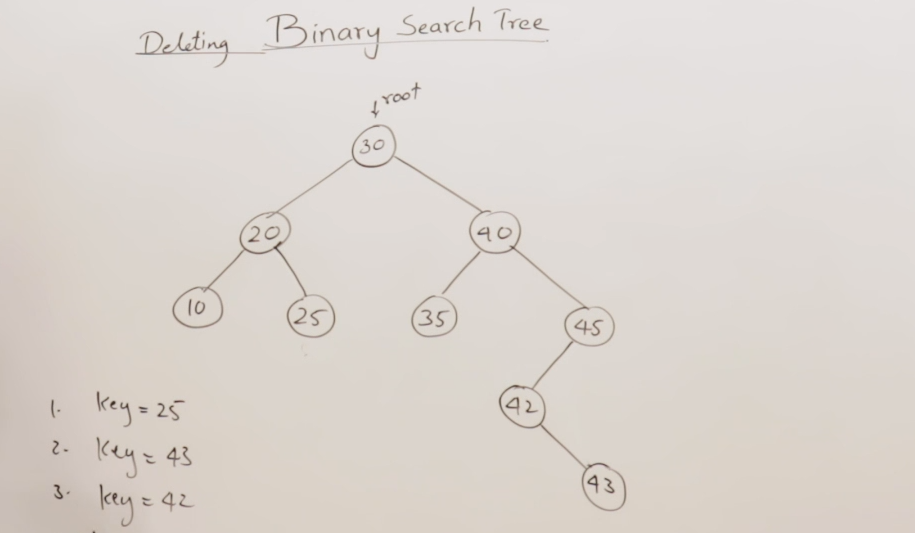 Deleting Binary Search Tree
↓ root
30
20 40
10 25 35 45
42
43
1. Key = 25
2. Key = 43
3. Key = 42